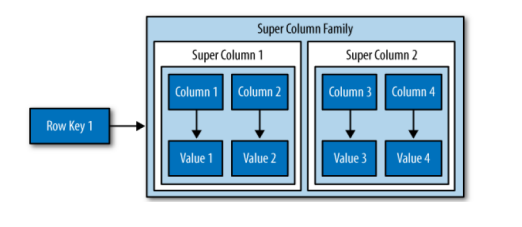 Super Column Family
Super Column 1
Super Column 2
Column 1
Column 2
Column 3
Column 4
Row Key 1
Value 1
Value 2
Value 3
Value 4